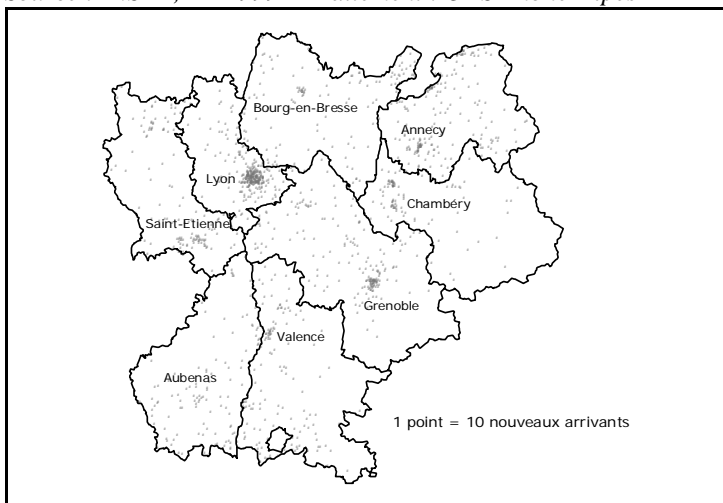 Bourg-en-Bresse
Annecy
Lyon
Chambéry
Saint-Etienne
Grenoble
Valence
Aubenas
1 point = 10 nouveaux arrivants